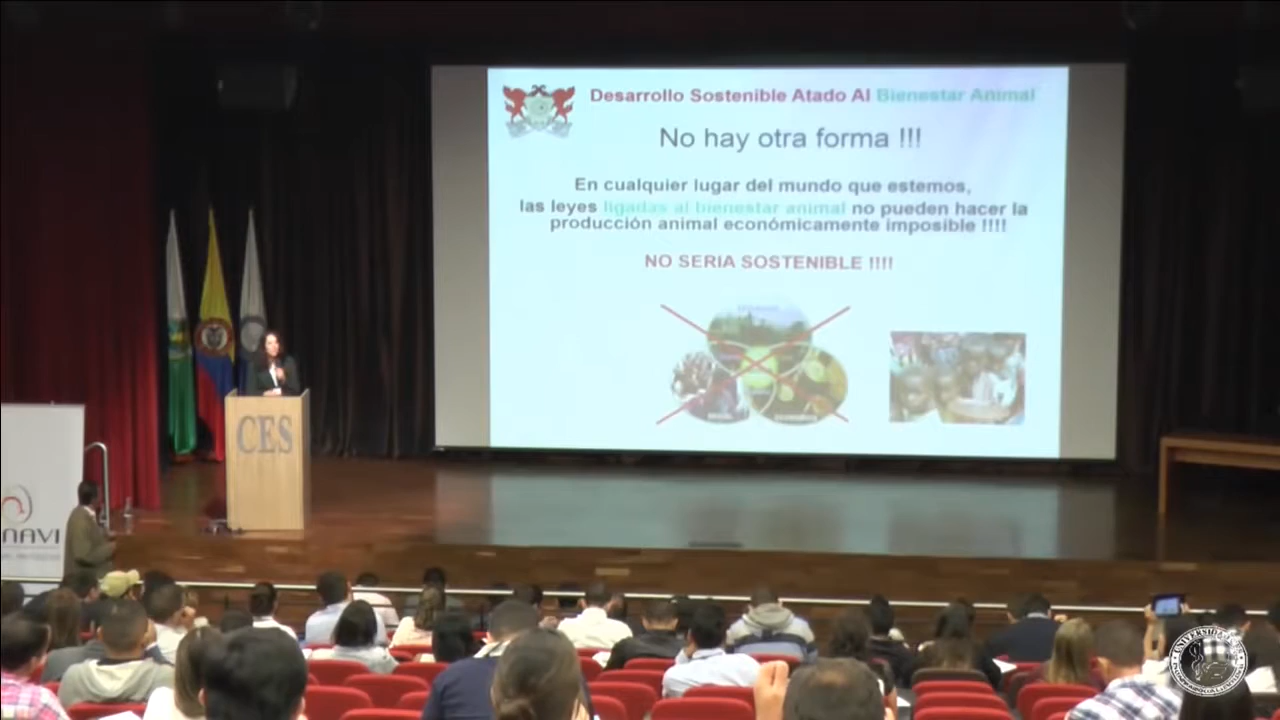 Desarrollo Sostenible Atado Al Bienestar Animal
No hay otra forma !!!
En cualquier lugar del mundo que estemos,
las leyes ligadas al bienestar animal no pueden hacer la
producción animal económicamente imposible !!!!
NO SERIA SOSTENIBLE !!!!
CES
NAVI